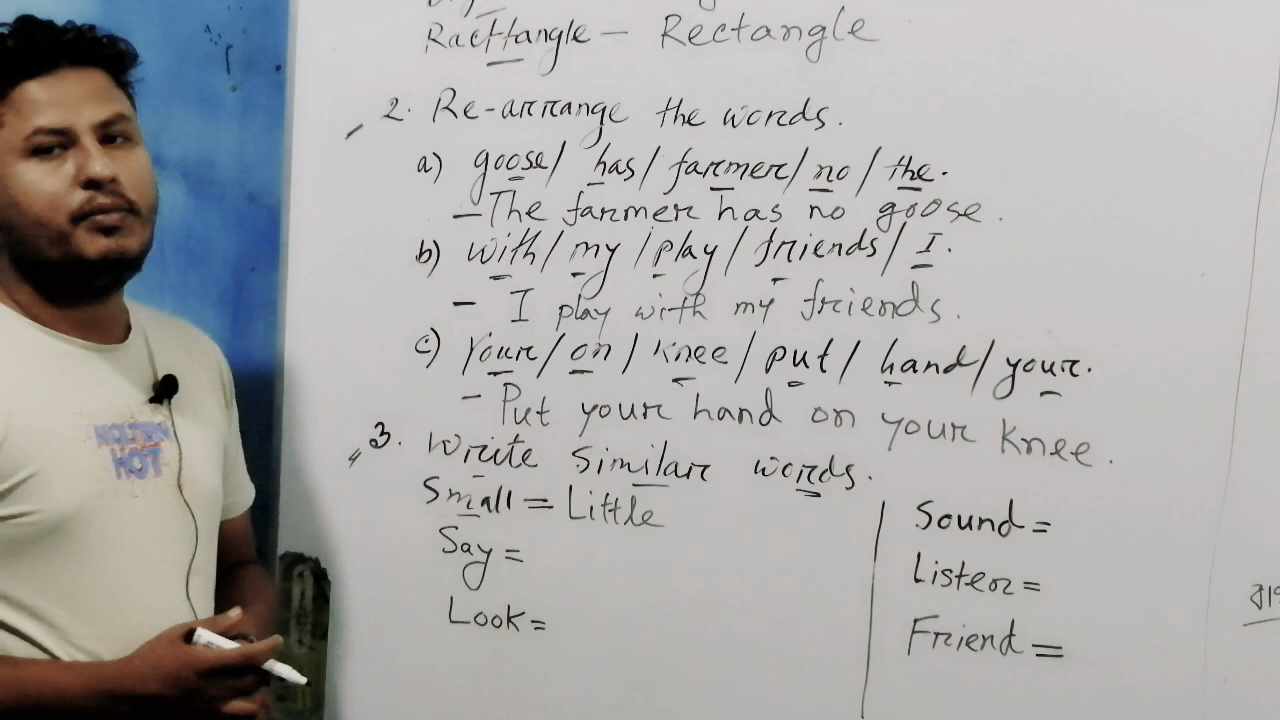 Racttangle – Rectangle
2. Re-arrange the words.
a) goose/ has/ farmer/ no/ the.
– The farmer has no goose.
b) with/ my/ play/ friends/ I.
– I play with my friends.
c) Your/ on/ knee/ put/ hand/ your.
– Put your hand on your knee.
3. Write similar words.
Small = Little
Say =
Look =
Sound =
Listen =
Friend =
HOT